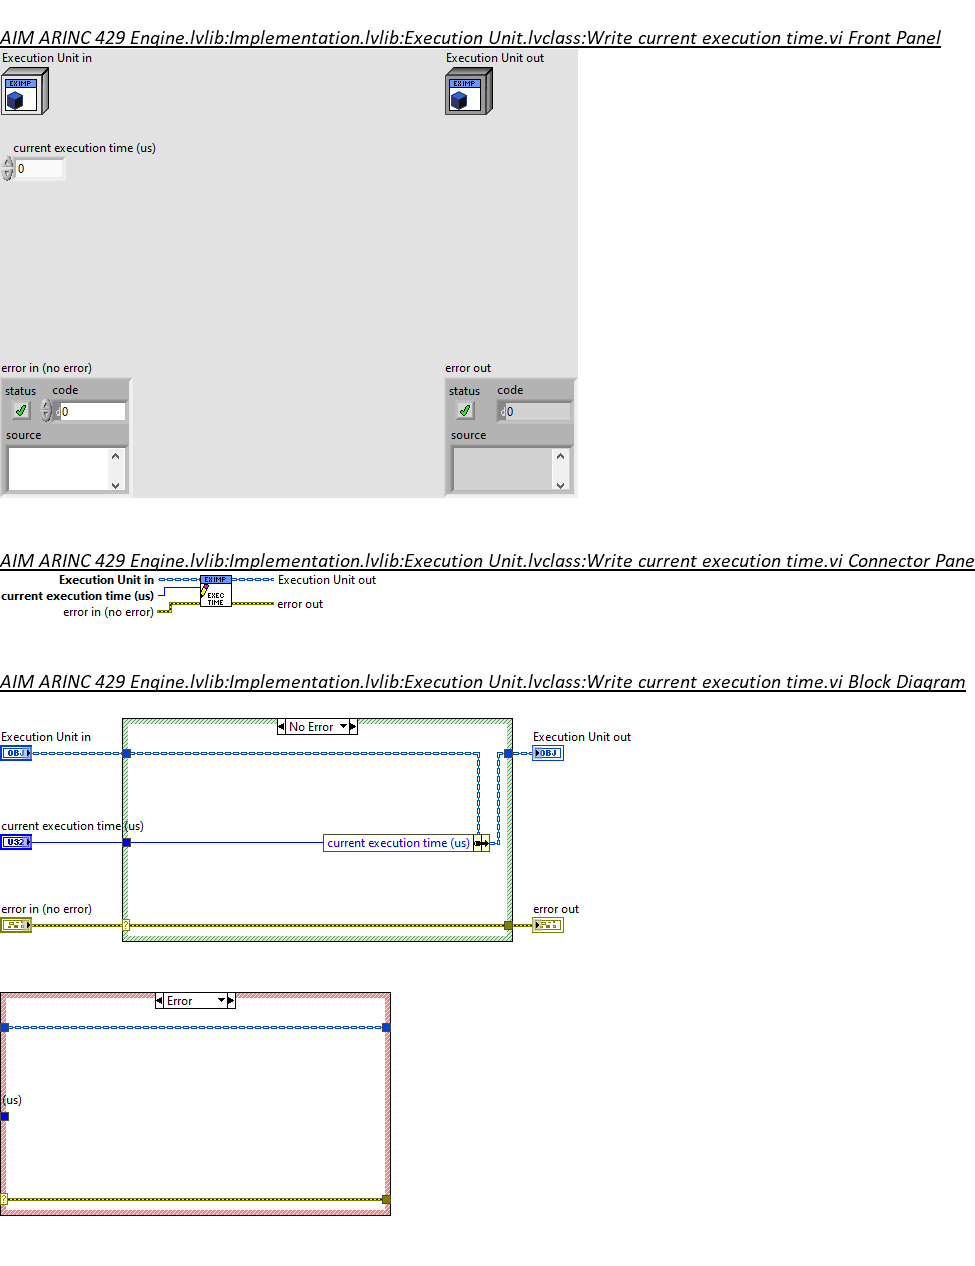 AIM ARINC 429 Engine.lvlib:Implementation.lvlib:Execution Unit.lvclass:Write current execution time.vi Front Panel
Execution Unit in
Execution Unit out
EXIMP
EXIMP
current execution time (us)
0
error in (no error)
error out
status code
status code
d 0
d 0
source
source
AIM ARINC 429 Engine.lvlib:Implementation.lvlib:Execution Unit.lvclass:Write current execution time.vi Connector Pane
Execution Unit in
EXIMP
Execution Unit out
current execution time (us)
EXEC
TIME
error in (no error)
error out
AIM ARINC 429 Engine.lvlib:Implementation.lvlib:Execution Unit.lvclass:Write current execution time.vi Block Diagram
No Error
Execution Unit in
Execution Unit out
OBJ
OBJ
current execution time (us)
U32
current execution time (us)
error in (no error)
error out
?
Error
(us)
?